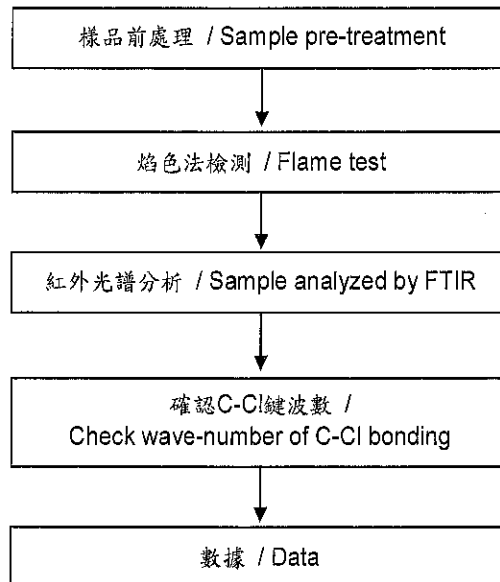 樣品前處理 / Sample pre-treatment
焰色法檢測 / Flame test
紅外光譜分析 / Sample analyzed by FTIR
確認C-Cl鍵波數 /
Check wave-number of C-Cl bonding
數據 / Data